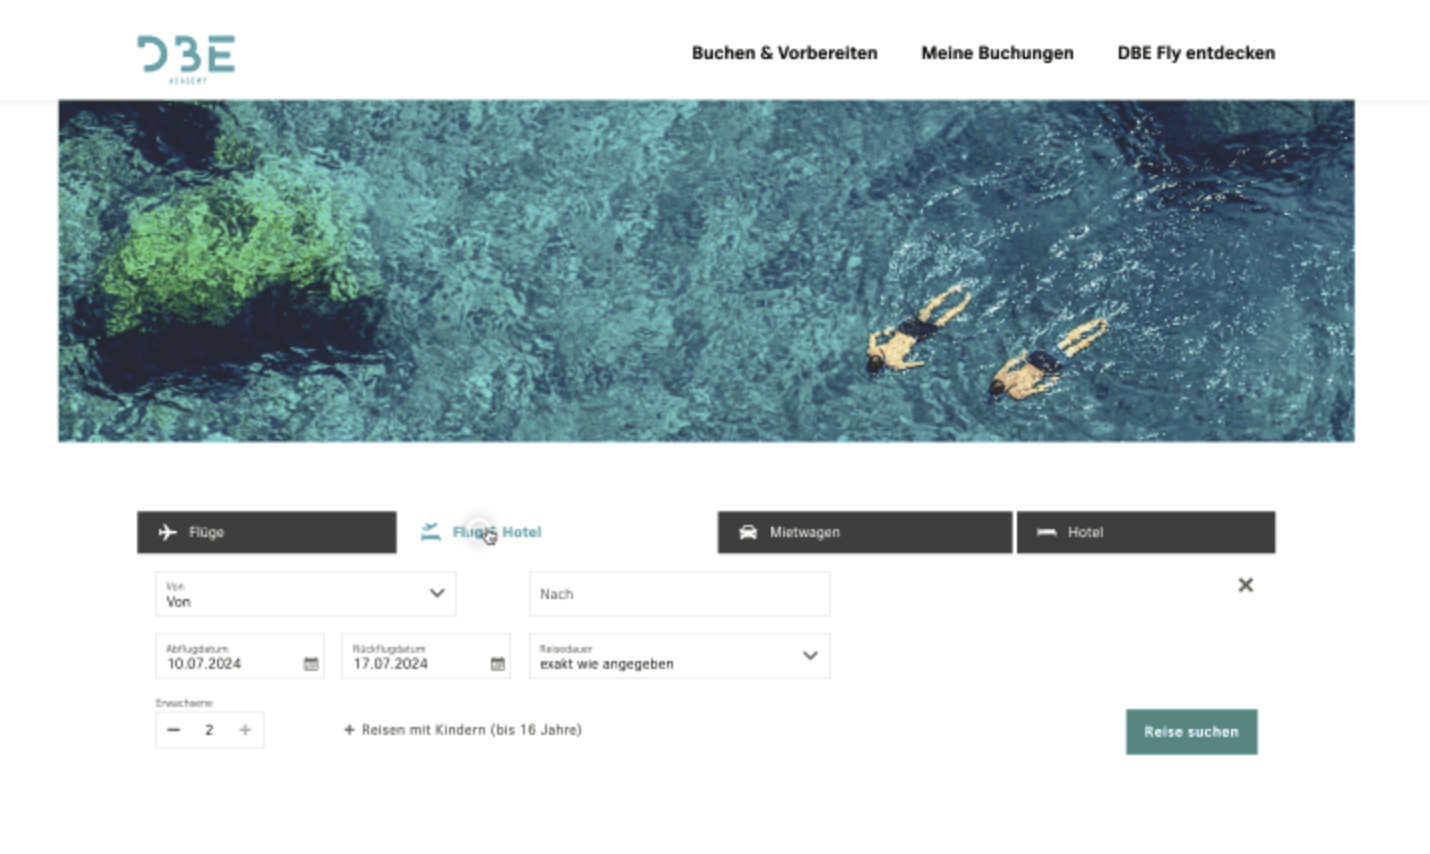 DBE
ACADEMY
Buchen & Vorbereiten
Meine Buchungen
DBE Fly entdecken
Flüge
Flug & Hotel
Mietwagen
Hotel
Von
Von
Nach
Abflugdatum
10.07.2024
Rückflugdatum
17.07.2024
Reisedauer
exakt wie angegeben
Erwachsene
2
+ Reisen mit Kindern (bis 16 Jahre)
Reise suchen